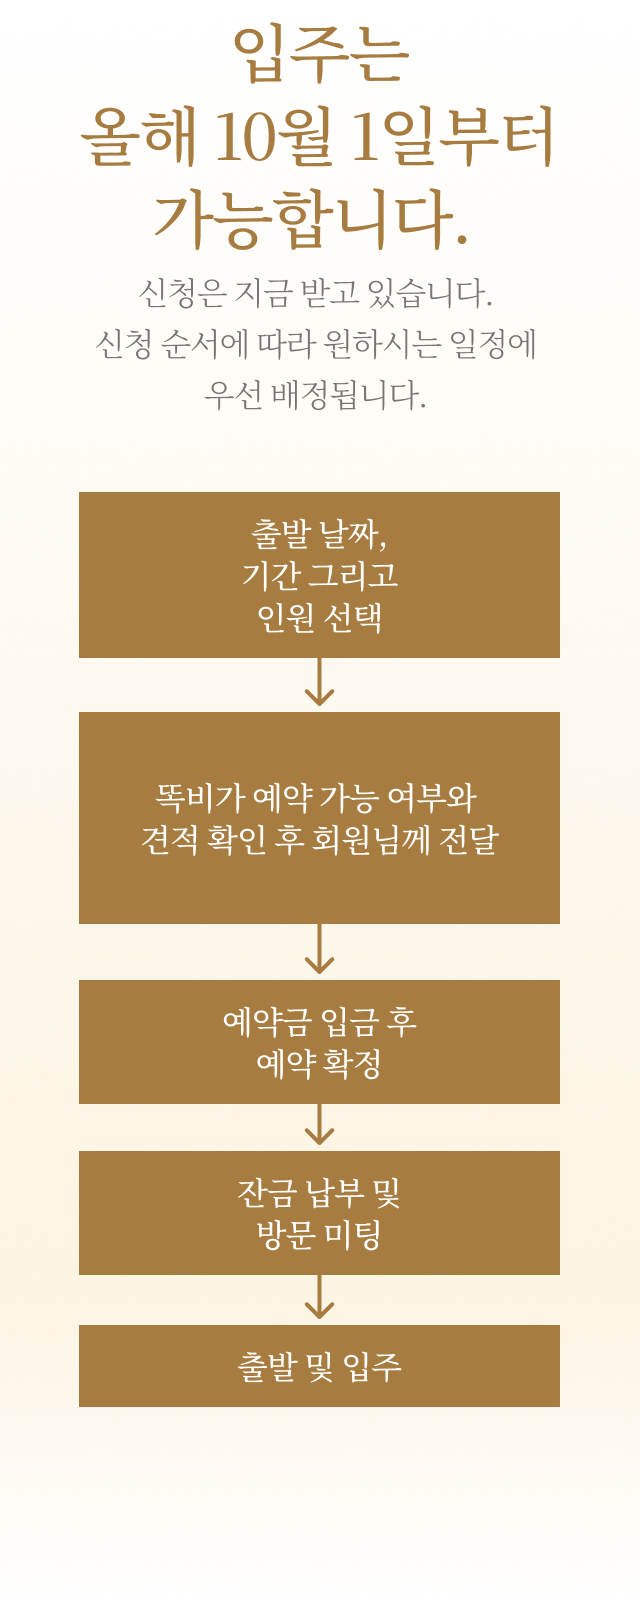 입주는
올해 10월 1일부터
가능합니다.
신청은 지금 받고 있습니다.
신청 순서에 따라 원하시는 일정에
우선 배정됩니다.
출발 날짜,
기간 그리고
인원 선택
똑비가 예약 가능 여부와
견적 확인 후 회원님께 전달
예약금 입금 후
예약 확정
잔금 납부 및
방문 미팅
출발 및 입주